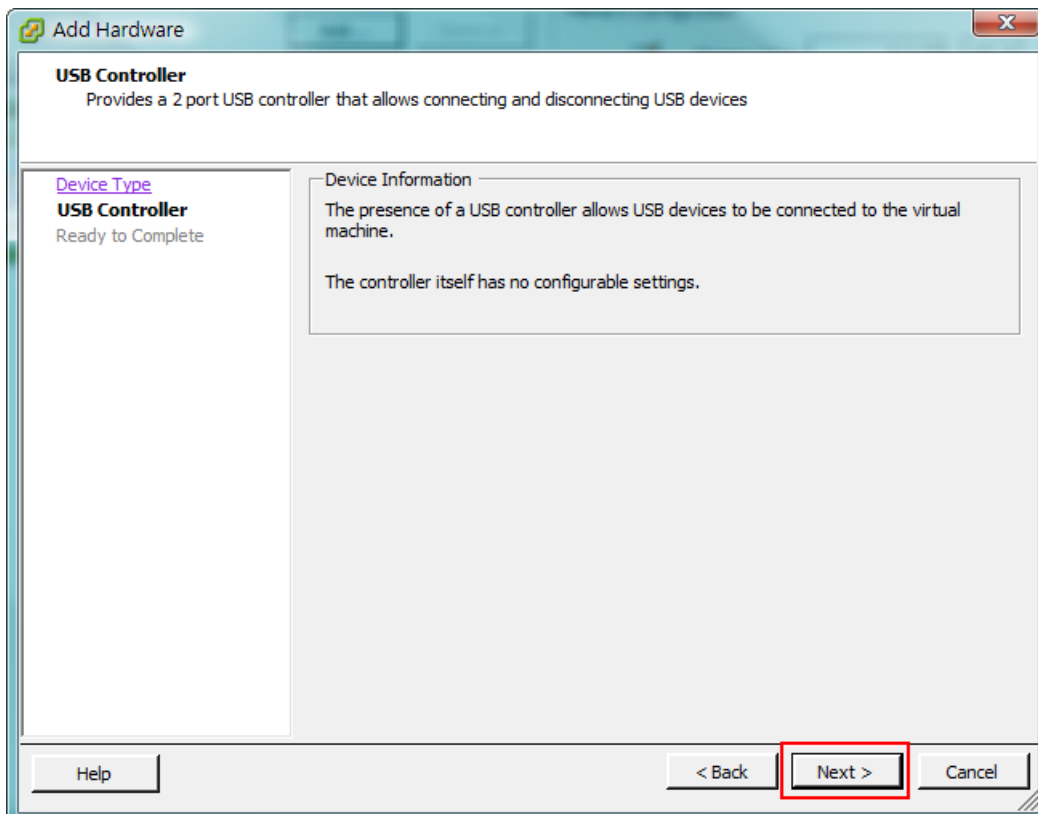 Add Hardware
USB Controller
Provides a 2 port USB controller that allows connecting and disconnecting USB devices
Device Type
USB Controller
Ready to Complete
Device Information
The presence of a USB controller allows USB devices to be connected to the virtual
machine.
The controller itself has no configurable settings.
Help
< Back
Next >
Cancel